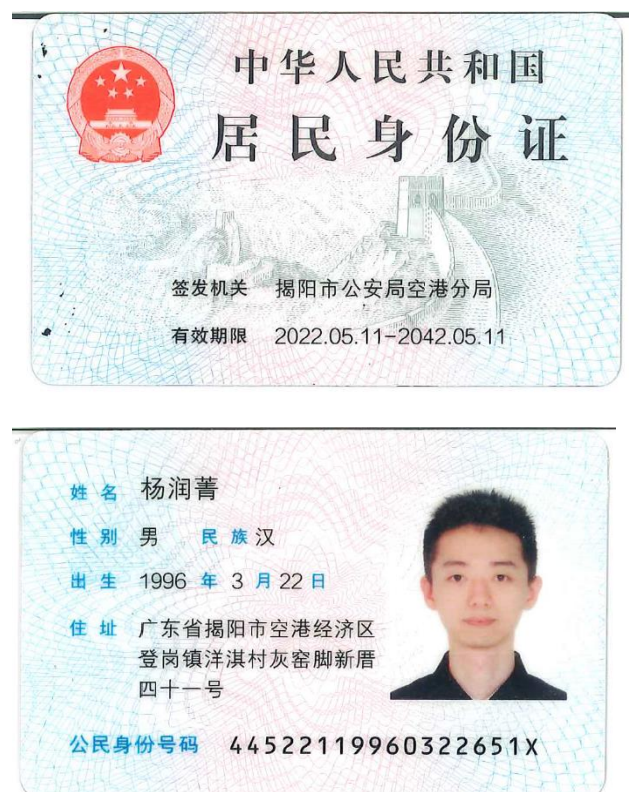 中华人民共和国
居民身份证
签发机关 揭阳市公安局空港分局
有效期限 2022.05.11-2042.05.11
姓名 杨润菁
性别 男 民族 汉
出生 1996 年 3 月 22 日
住址 广东省揭阳市空港经济区
登岗镇洋淇村灰窑脚新厝
四十一号
公民身份号码 44522119960322651X